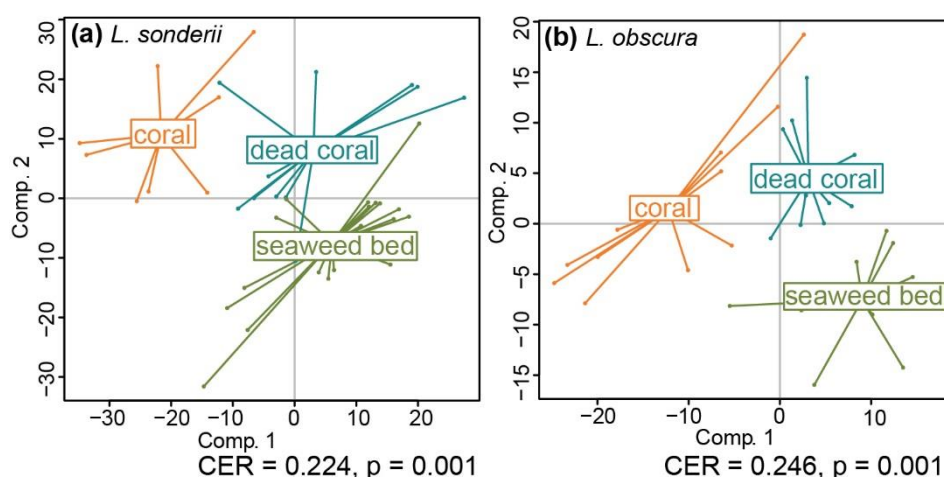 (a) L. sonderii
Comp. 2
30
20
10
0
−10
−20
−30
coral
dead coral
seaweed bed
−30 −20 −10 0 10 20
Comp. 1
CER = 0.224, p = 0.001
(b) L. obscura
Comp. 2
20
15
10
5
0
−5
−10
−15
dead coral
coral
seaweed bed
−20 −10 0 10
Comp. 1
CER = 0.246, p = 0.001